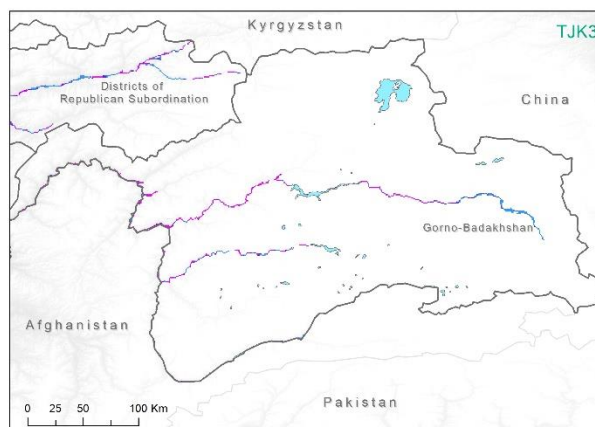 Kyrgyzstan
TJK3
Districts of
Republican Subordination
China
Gorno-Badakhshan
Afghanistan
Pakistan
0 25 50 100 Km